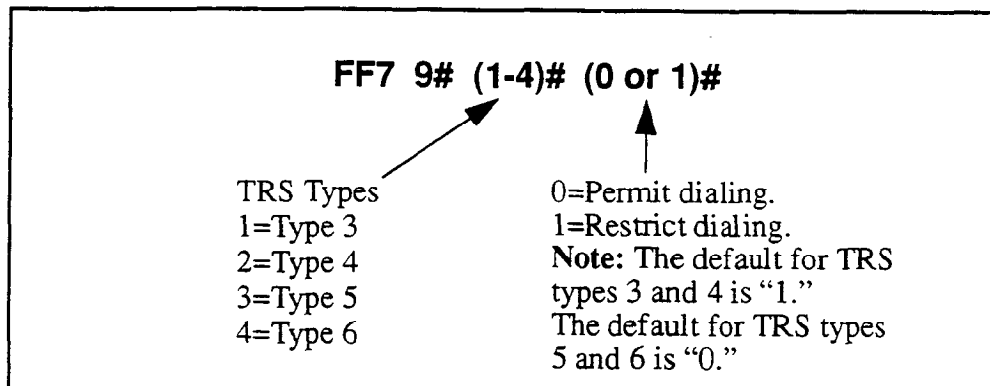 FF7 9# (1-4)# (0 or 1)#
TRS Types
1=Type 3
2=Type 4
3=Type 5
4=Type 6
0=Permit dialing.
1=Restrict dialing.
Note: The default for TRS
types 3 and 4 is “1.”
The default for TRS types
5 and 6 is “0.”